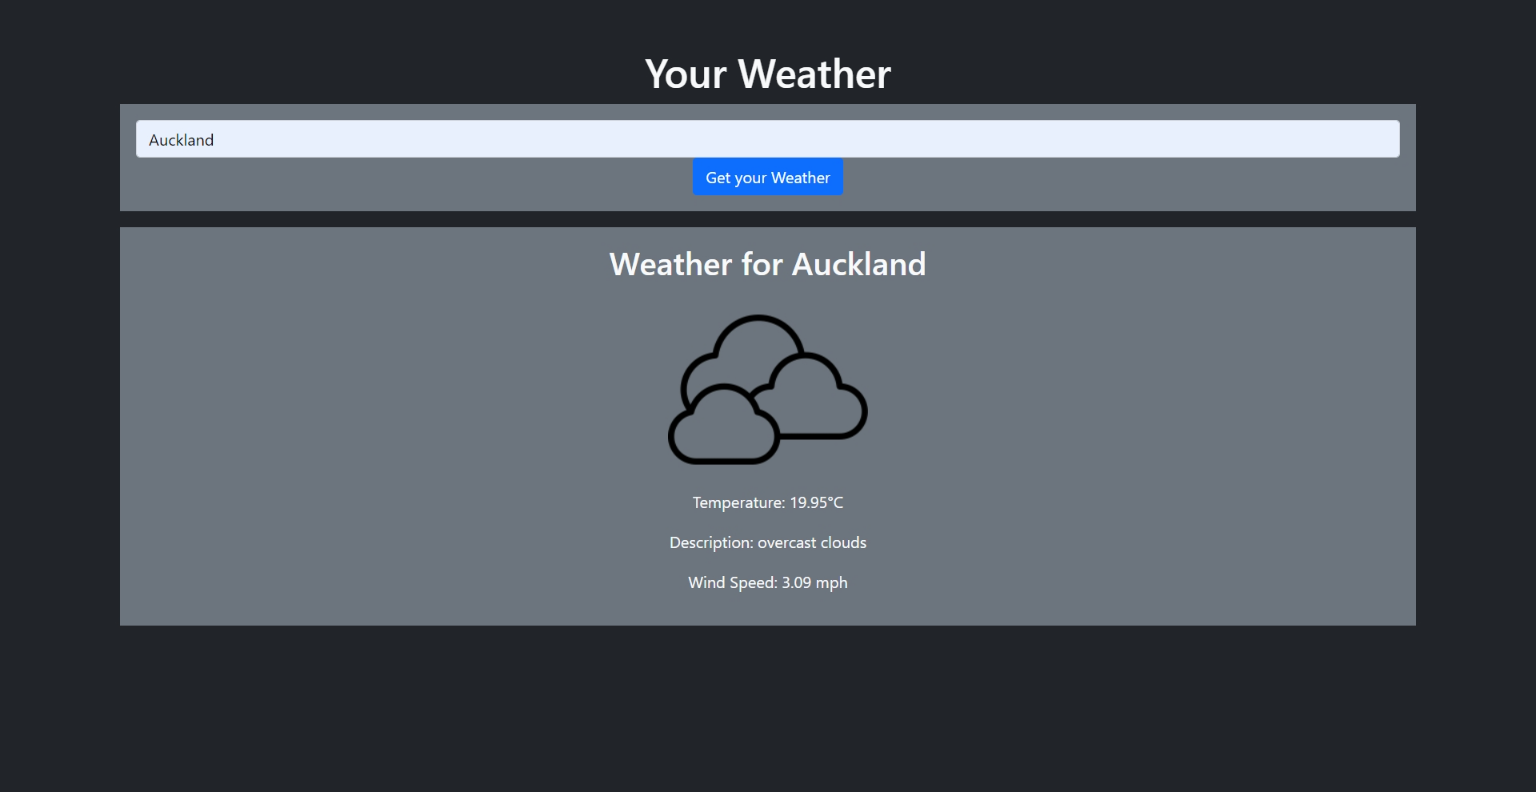 Your Weather
Auckland
Get your Weather
Weather for Auckland
Temperature: 19.95°C
Description: overcast clouds
Wind Speed: 3.09 mph